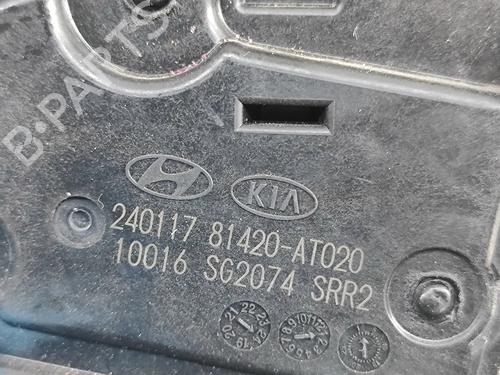 B-PARTS
KIA
240117 81420-AT020
10016 SG2074 SRR2